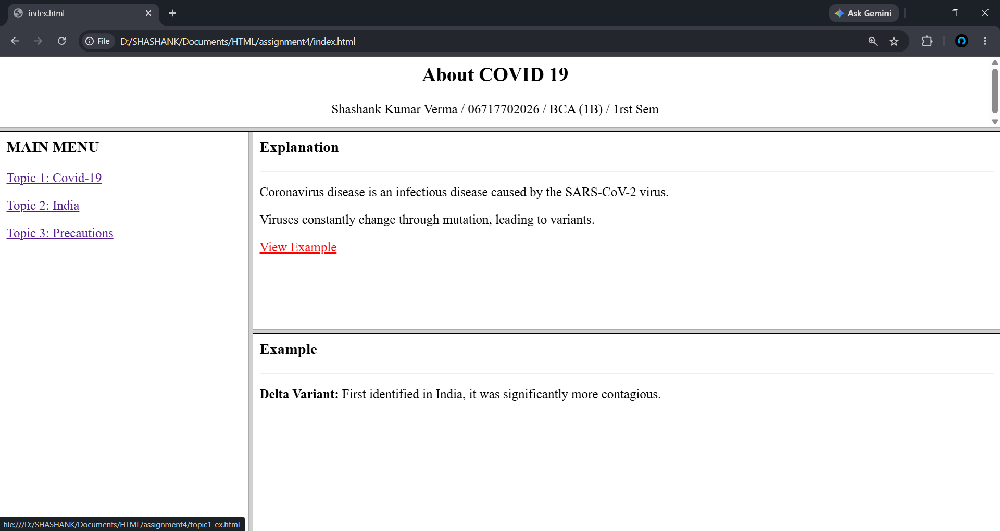 index.html
Ask Gemini
File
D:/SHASHANK/Documents/HTML/assignment4/index.html
About COVID 19
Shashank Kumar Verma / 06717702026 / BCA (1B) / 1rst Sem
MAIN MENU
Topic 1: Covid-19
Topic 2: India
Topic 3: Precautions
Explanation
Coronavirus disease is an infectious disease caused by the SARS-CoV-2 virus.
Viruses constantly change through mutation, leading to variants.
View Example
Example
Delta Variant: First identified in India, it was significantly more contagious.
file:///D:/SHASHANK/Documents/HTML/assignment4/topic1_ex.html